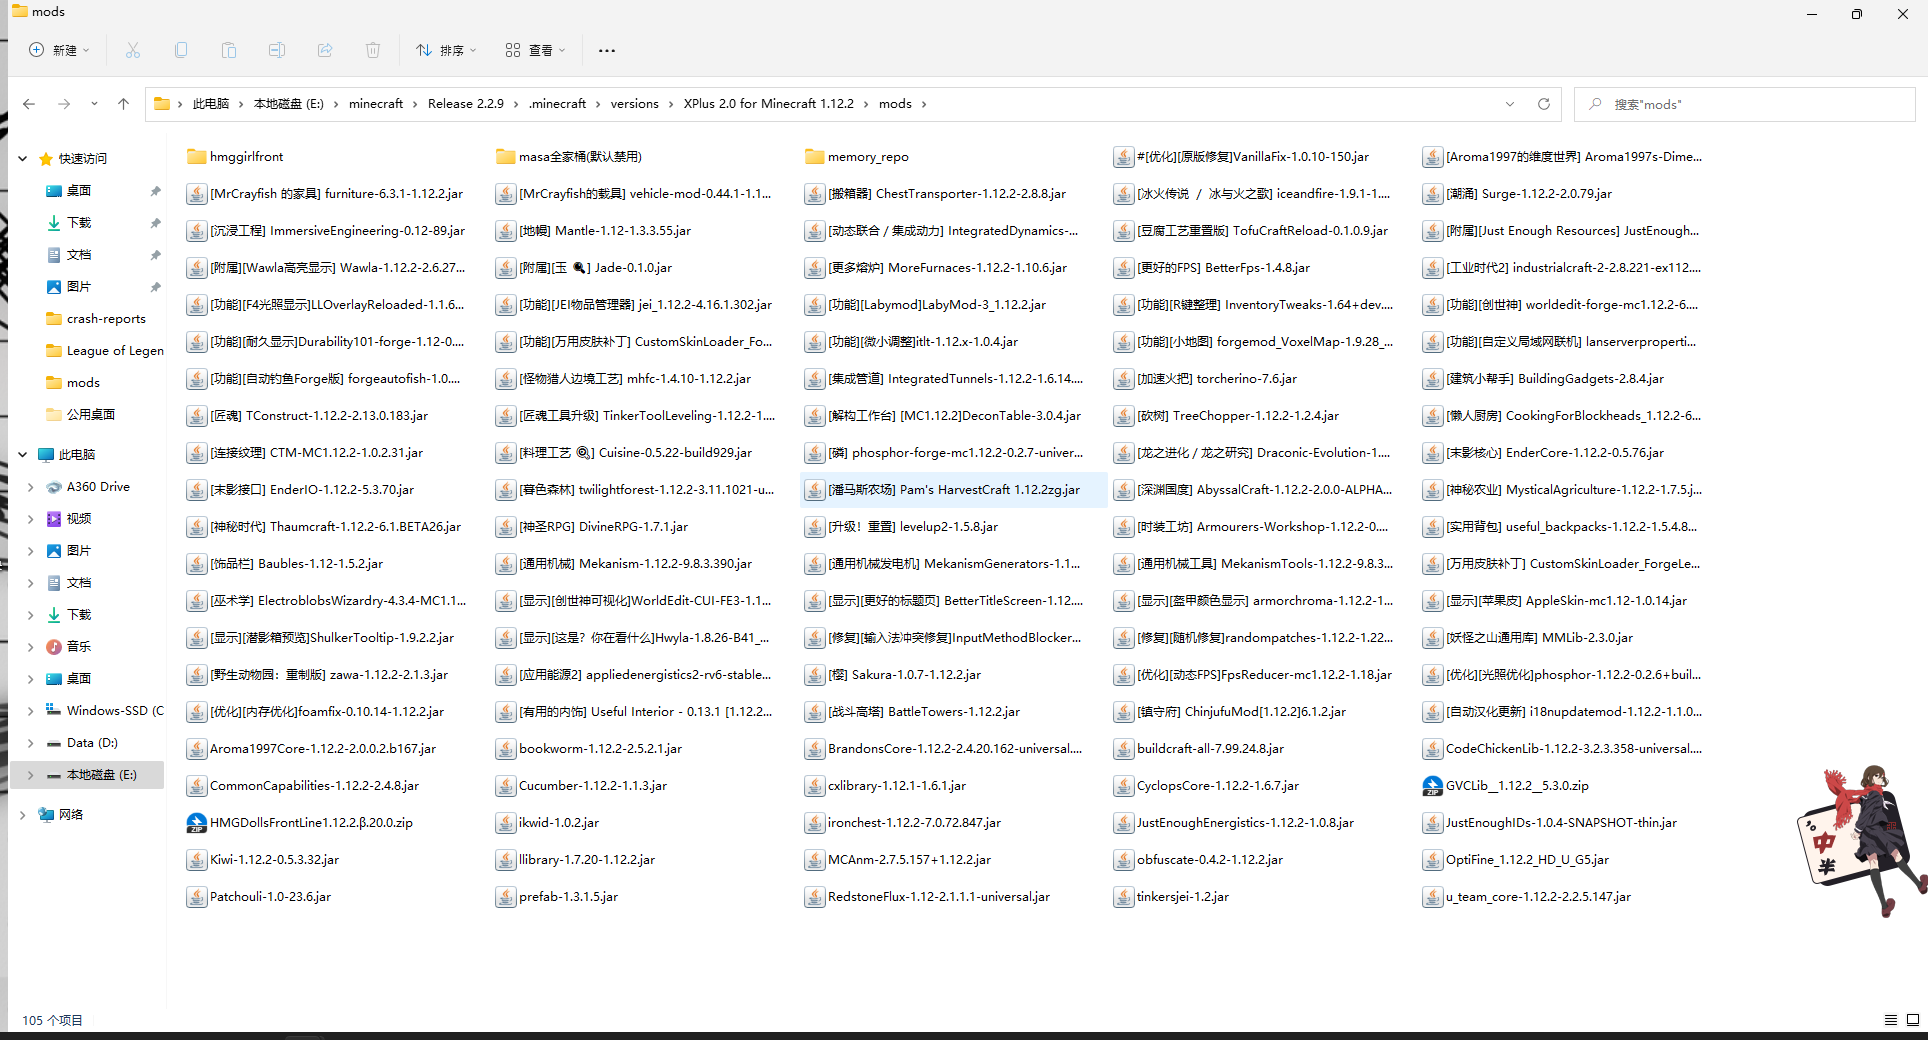 mods
新建
排序
查看
此电脑 > 本地磁盘 (E:) > minecraft > Release 2.2.9 > .minecraft > versions > XPlus 2.0 for Minecraft 1.12.2 > mods >
搜索"mods"
快速访问
桌面
下载
文档
图片
crash-reports
League of Legen
mods
公用桌面
此电脑
A360 Drive
视频
图片
文档
下载
音乐
桌面
Windows-SSD (C
Data (D:)
本地磁盘 (E:)
网络
hmggirlfront
masa全家桶(默认禁用)
memory_repo
#[优化][原版修复]VanillaFix-1.0.10-150.jar
[Aroma1997的维度世界] Aroma1997s-Dime...
[MrCrayfish 的家具] furniture-6.3.1-1.12.2.jar
[MrCrayfish的载具] vehicle-mod-0.44.1-1.1...
[搬箱器] ChestTransporter-1.12.2-2.8.8.jar
[冰火传说 / 冰与火之歌] iceandfire-1.9.1-1....
[潮涌] Surge-1.12.2-2.0.79.jar
[沉浸工程] ImmersiveEngineering-0.12-89.jar
[地幔] Mantle-1.12-1.3.3.55.jar
[动态联合 / 集成动力] IntegratedDynamics-...
[豆腐工艺重置版] TofuCraftReload-0.1.0.9.jar
[附属][Just Enough Resources] JustEnough...
[附属][Wawla高亮显示] Wawla-1.12.2-2.6.27...
[附属][玉 🔍] Jade-0.1.0.jar
[更多熔炉] MoreFurnaces-1.12.2-1.10.6.jar
[更好的FPS] BetterFps-1.4.8.jar
[工业时代2] industrialcraft-2-2.8.221-ex112....
[功能][F4光照显示]LLOverlayReloaded-1.1.6...
[功能][JEI物品管理器] jei_1.12.2-4.16.1.302.jar
[功能][Labymod]LabyMod-3_1.12.2.jar
[功能][R键整理] InventoryTweaks-1.64+dev....
[功能][创世神] worldedit-forge-mc1.12.2-6....
[功能][耐久显示]Durability101-forge-1.12-0....
[功能][万用皮肤补丁] CustomSkinLoader_Fo...
[功能][微小调整]itlt-1.12.x-1.0.4.jar
[功能][小地图] forgemod_VoxelMap-1.9.28_...
[功能][自定义局域网联机] lanserverproperti...
[功能][自动钓鱼Forge版] forgeautofish-1.0....
[怪物猎人边境工艺] mhfc-1.4.10-1.12.2.jar
[集成管道] IntegratedTunnels-1.12.2-1.6.14....
[加速火把] torcherino-7.6.jar
[建筑小帮手] BuildingGadgets-2.8.4.jar
[匠魂] TConstruct-1.12.2-2.13.0.183.jar
[匠魂工具升级] TinkerToolLeveling-1.12.2-1....
[解构工作台] [MC1.12.2]DeconTable-3.0.4.jar
[砍树] TreeChopper-1.12.2-1.2.4.jar
[懒人厨房] CookingForBlockheads_1.12.2-6...
[连接纹理] CTM-MC1.12.2-1.0.2.31.jar
[料理工艺 🍳] Cuisine-0.5.22-build929.jar
[磷] phosphor-forge-mc1.12.2-0.2.7-univer...
[龙之进化 / 龙之研究] Draconic-Evolution-1....
[末影核心] EnderCore-1.12.2-0.5.76.jar
[末影接口] EnderIO-1.12.2-5.3.70.jar
[暮色森林] twilightforest-1.12.2-3.11.1021-u...
[潘马斯农场] Pam's HarvestCraft 1.12.2zg.jar
[深渊国度] AbyssalCraft-1.12.2-2.0.0-ALPHA...
[神秘农业] MysticalAgriculture-1.12.2-1.7.5.j...
[神秘时代] Thaumcraft-1.12.2-6.1.BETA26.jar
[神圣RPG] DivineRPG-1.7.1.jar
[升级！重置] levelup2-1.5.8.jar
[时装工坊] Armourers-Workshop-1.12.2-0....
[实用背包] useful_backpacks-1.12.2-1.5.4.8...
[饰品栏] Baubles-1.12-1.5.2.jar
[通用机械] Mekanism-1.12.2-9.8.3.390.jar
[通用机械发电机] MekanismGenerators-1.1...
[通用机械工具] MekanismTools-1.12.2-9.8.3...
[万用皮肤补丁] CustomSkinLoader_ForgeLe...
[巫术学] ElectroblobsWizardry-4.3.4-MC1.1...
[显示][创世神可视化]WorldEdit-CUI-FE3-1.1...
[显示][更好的标题页] BetterTitleScreen-1.12....
[显示][盔甲颜色显示] armorchroma-1.12.2-1...
[显示][苹果皮] AppleSkin-mc1.12-1.0.14.jar
[显示][潜影箱预览]ShulkerTooltip-1.9.2.2.jar
[显示][这是？你在看什么]Hwyla-1.8.26-B41_...
[修复][输入法冲突修复]InputMethodBlocker...
[修复][随机修复]randompatches-1.12.2-1.22...
[妖怪之山通用库] MMLib-2.3.0.jar
[野生动物园：重制版] zawa-1.12.2-2.1.3.jar
[应用能源2] appliedenergistics2-rv6-stable...
[樱] Sakura-1.0.7-1.12.2.jar
[优化][动态FPS]FpsReducer-mc1.12.2-1.18.jar
[优化][光照优化]phosphor-1.12.2-0.2.6+buil...
[优化][内存优化]foamfix-0.10.14-1.12.2.jar
[有用的内饰] Useful Interior - 0.13.1 [1.12.2...
[战斗高塔] BattleTowers-1.12.2.jar
[镇守府] ChinjufuMod[1.12.2]6.1.2.jar
[自动汉化更新] i18nupdatemod-1.12.2-1.1.0...
Aroma1997Core-1.12.2-2.0.0.2.b167.jar
bookworm-1.12.2-2.5.2.1.jar
BrandonsCore-1.12.2-2.4.20.162-universal....
buildcraft-all-7.99.24.8.jar
CodeChickenLib-1.12.2-3.2.3.358-universal....
CommonCapabilities-1.12.2-2.4.8.jar
Cucumber-1.12.2-1.1.3.jar
cxlibrary-1.12.1-1.6.1.jar
CyclopsCore-1.12.2-1.6.7.jar
GVCLib__1.12.2__5.3.0.zip
HMGDollsFrontLine1.12.2.β.20.0.zip
ikwid-1.0.2.jar
ironchest-1.12.2-7.0.72.847.jar
JustEnoughEnergistics-1.12.2-1.0.8.jar
JustEnoughIDs-1.0.4-SNAPSHOT-thin.jar
Kiwi-1.12.2-0.5.3.32.jar
llibrary-1.7.20-1.12.2.jar
MCAnm-2.7.5.157+1.12.2.jar
obfuscate-0.4.2-1.12.2.jar
OptiFine_1.12.2_HD_U_G5.jar
Patchouli-1.0-23.6.jar
prefab-1.3.1.5.jar
RedstoneFlux-1.12-2.1.1.1-universal.jar
tinkersjei-1.2.jar
u_team_core-1.12.2-2.2.5.147.jar
中
半
105 个项目